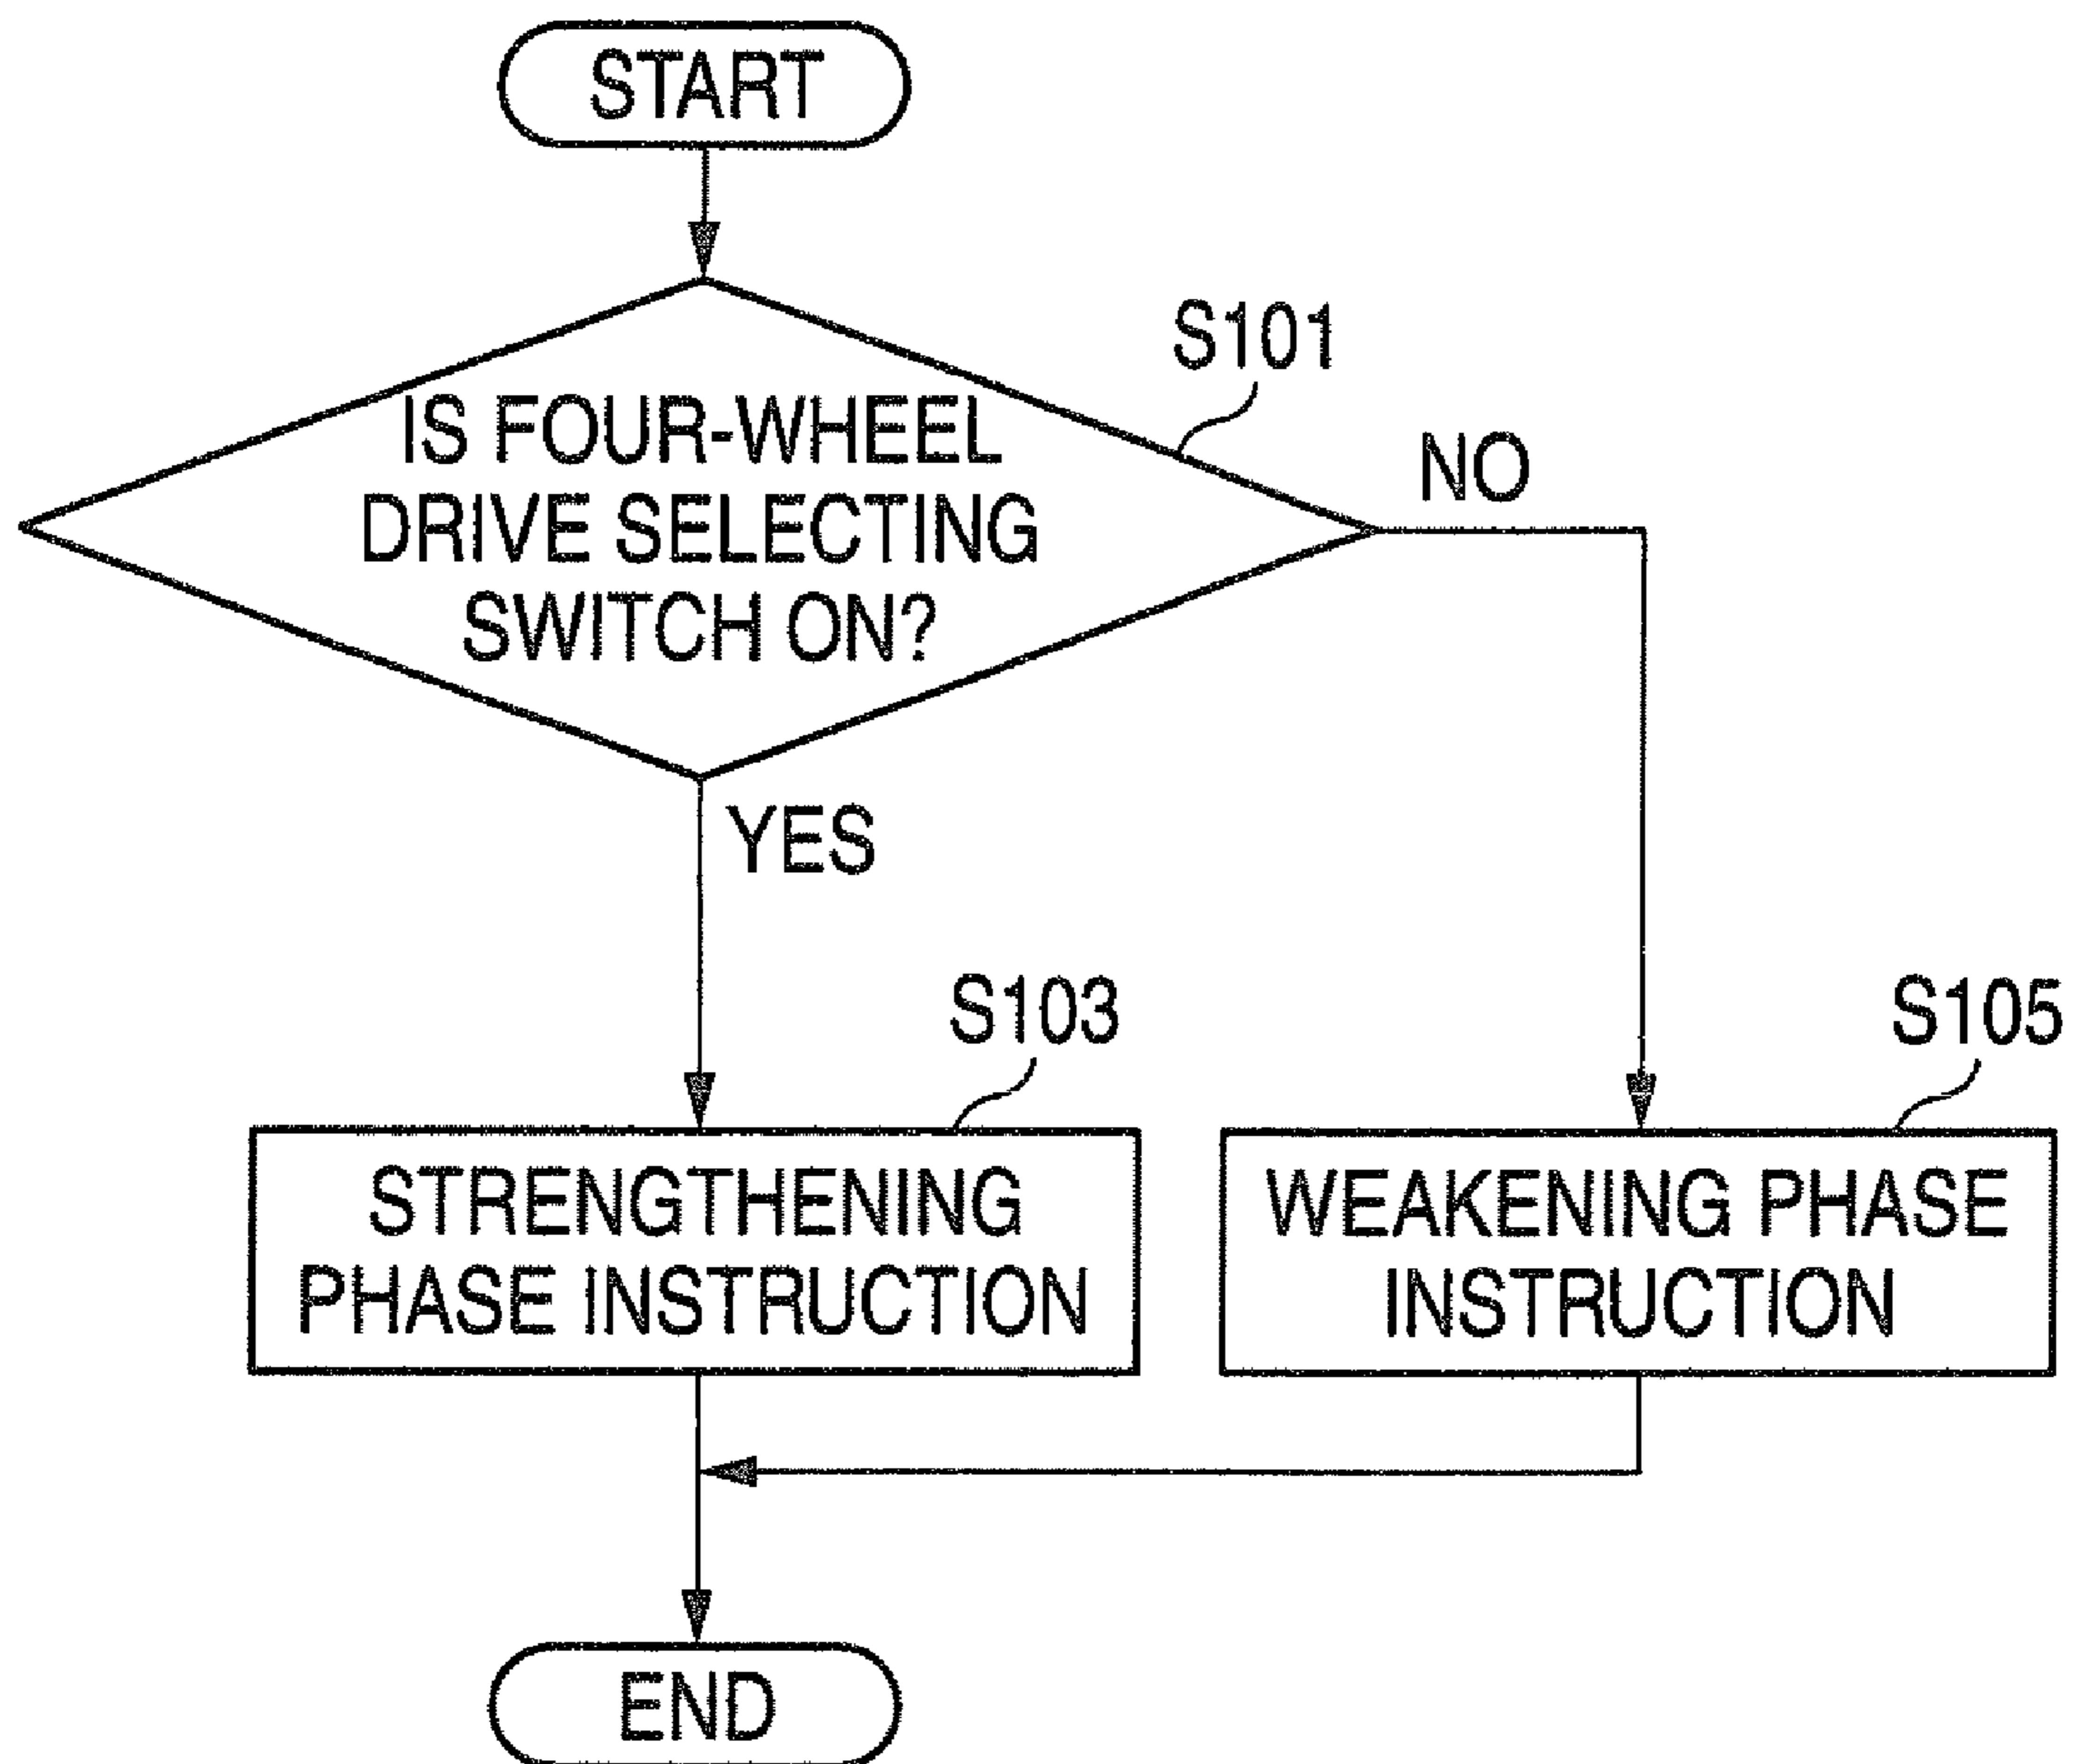 START
S101
IS FOUR-WHEEL
DRIVE SELECTING
SWITCH ON?
NO
YES
S103
S105
STRENGTHENING
PHASE INSTRUCTION
WEAKENING PHASE
INSTRUCTION
END